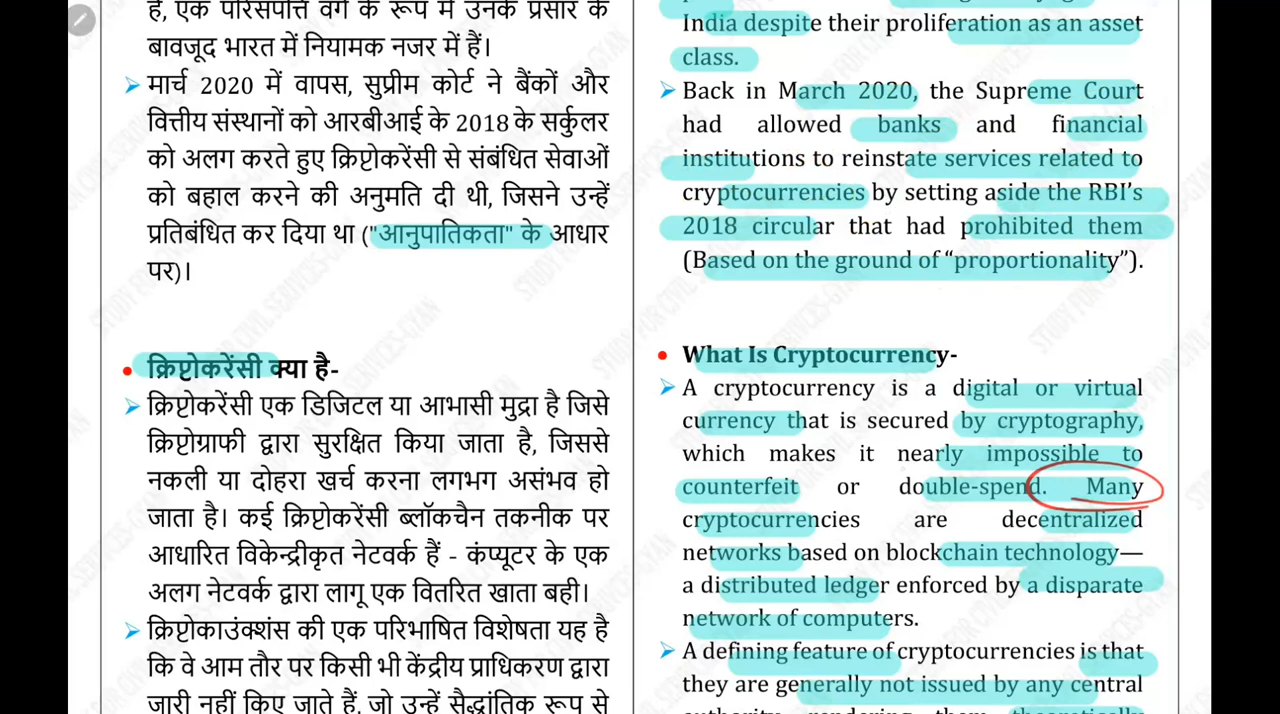 है, एक परिसंपत्ति वर्ग के रूप में उनके प्रसार के
बावजूद भारत में नियामक नजर में हैं।
मार्च 2020 में वापस, सुप्रीम कोर्ट ने बैंकों और
वित्तीय संस्थानों को आरबीआई के 2018 के सर्कुलर
को अलग करते हुए क्रिप्टोकरेंसी से संबंधित सेवाओं
को बहाल करने की अनुमति दी थी, जिसने उन्हें
प्रतिबंधित कर दिया था ("आनुपातिकता" के आधार
पर)।
क्रिप्टोकरेंसी क्या है-
क्रिप्टोकरेंसी एक डिजिटल या आभासी मुद्रा है जिसे
क्रिप्टोग्राफी द्वारा सुरक्षित किया जाता है, जिससे
नकली या दोहरा खर्च करना लगभग असंभव हो
जाता है। कई क्रिप्टोकरेंसी ब्लॉकचैन तकनीक पर
आधारित विकेन्द्रीकृत नेटवर्क हैं - कंप्यूटर के एक
अलग नेटवर्क द्वारा लागू एक वितरित खाता बही।
क्रिप्टोकाउंक्शंस की एक परिभाषित विशेषता यह है
कि वे आम तौर पर किसी भी केंद्रीय प्राधिकरण द्वारा
जारी नहीं किए जाते हैं, जो उन्हें सैद्धांतिक रूप से
India despite their proliferation as an asset
class.
Back in March 2020, the Supreme Court
had allowed banks and financial
institutions to reinstate services related to
cryptocurrencies by setting aside the RBI's
2018 circular that had prohibited them
(Based on the ground of “proportionality”).
What Is Cryptocurrency-
A cryptocurrency is a digital or virtual
currency that is secured by cryptography,
which makes it nearly impossible to
counterfeit or double-spend. Many
cryptocurrencies are decentralized
networks based on blockchain technology—
a distributed ledger enforced by a disparate
network of computers.
A defining feature of cryptocurrencies is that
they are generally not issued by any central